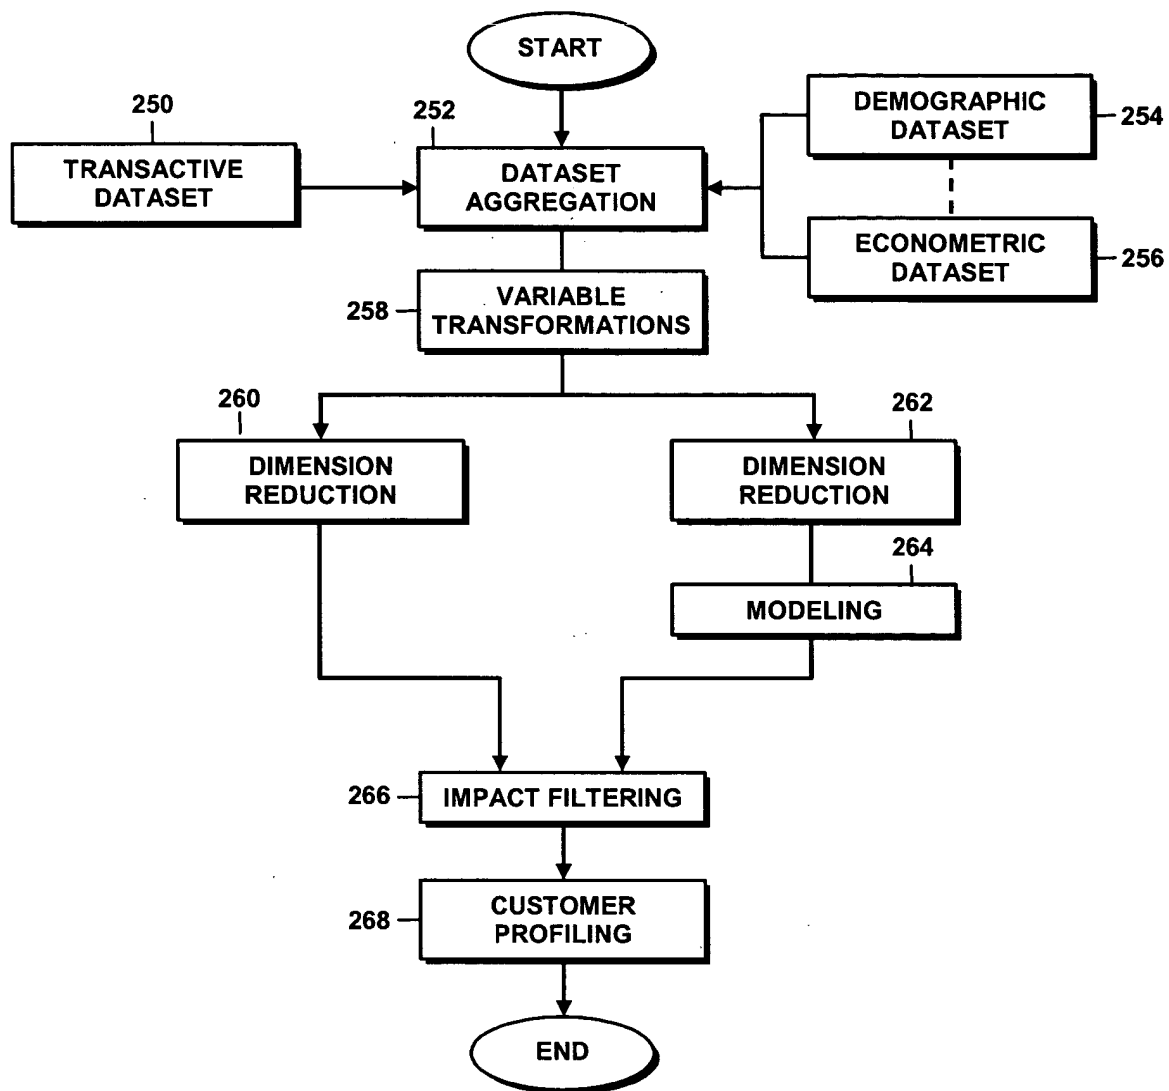 START
250
252
DEMOGRAPHIC
DATASET
254
TRANSACTIVE
DATASET
DATASET
AGGREGATION
ECONOMETRIC
DATASET
256
258
VARIABLE
TRANSFORMATIONS
260
262
DIMENSION
REDUCTION
DIMENSION
REDUCTION
264
MODELING
266
IMPACT FILTERING
268
CUSTOMER
PROFILING
END